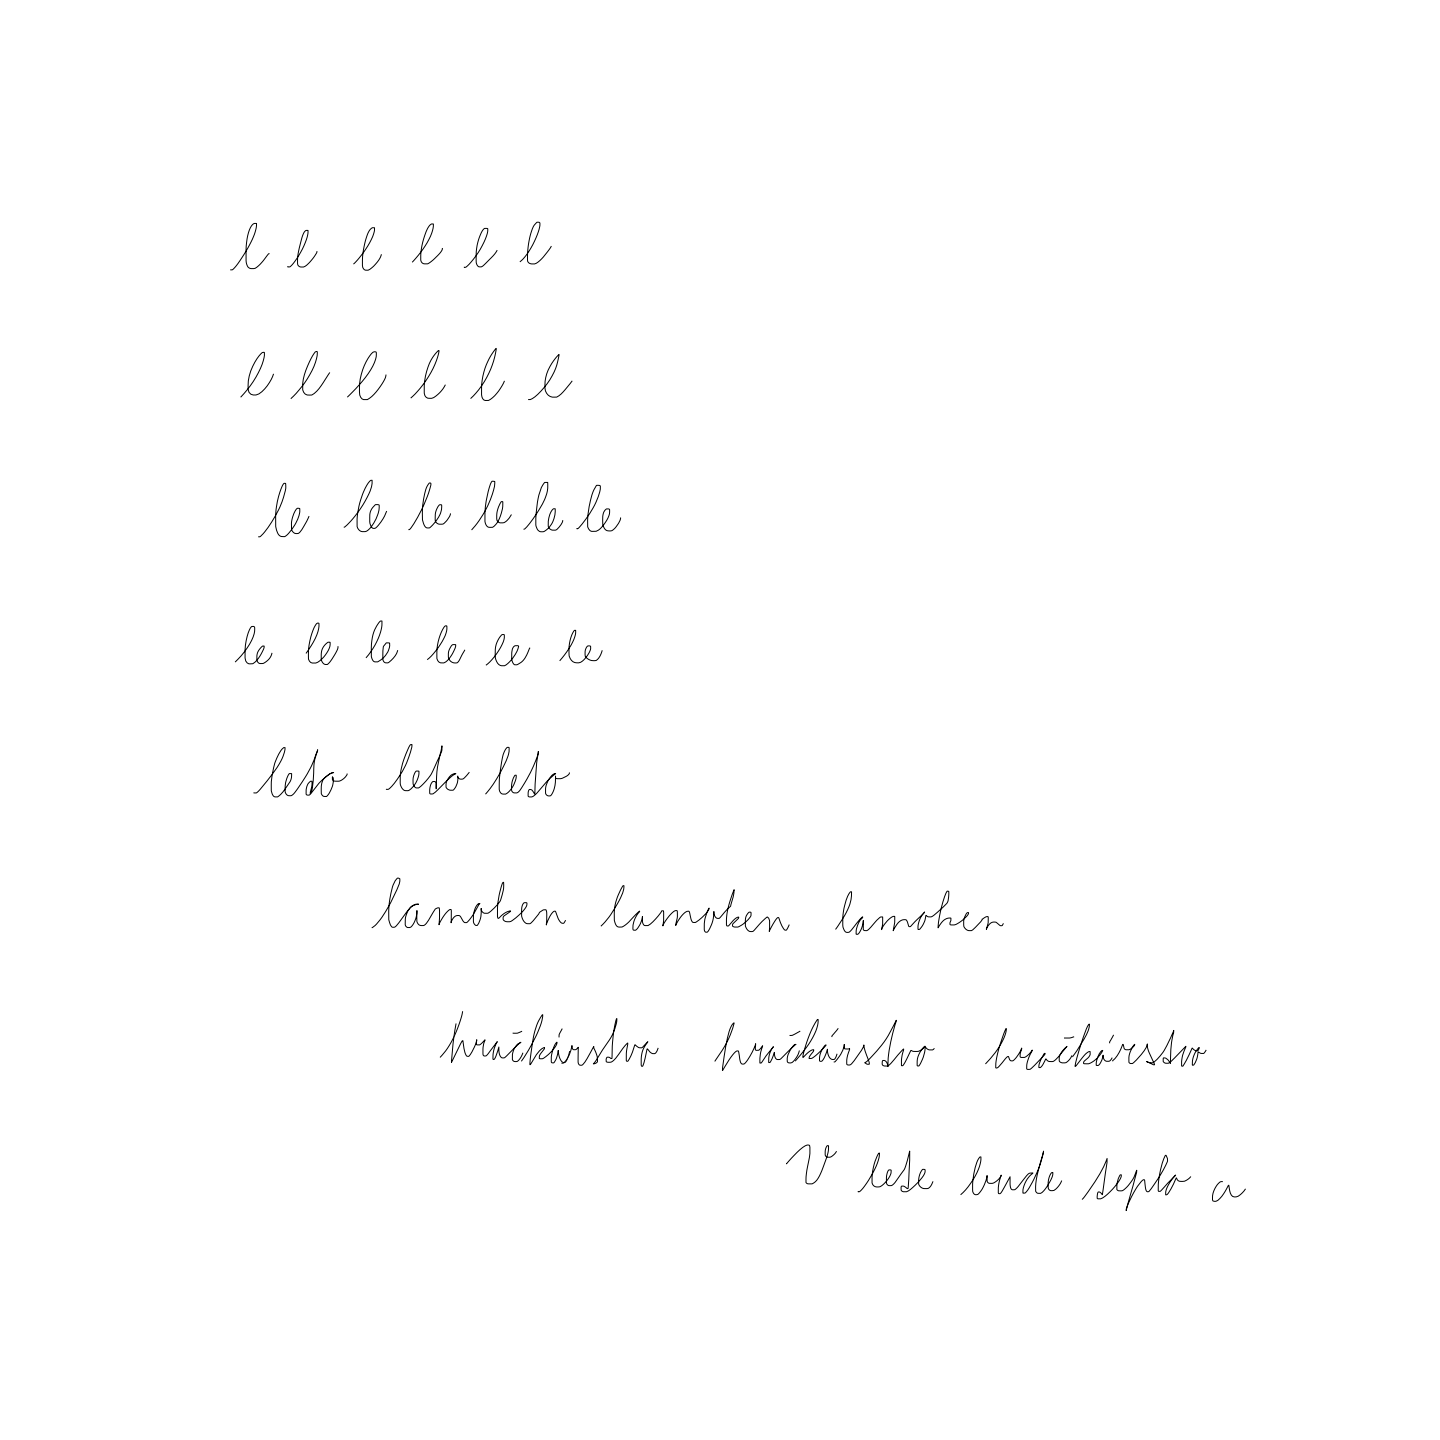 l l l l l l
l l l l l l
le le le le le le
le le le le le le
leto leto leto
lamoken lamoken lamoken
hračkárstvo hračkárstvo hračkárstvo
V lete bude teplo a